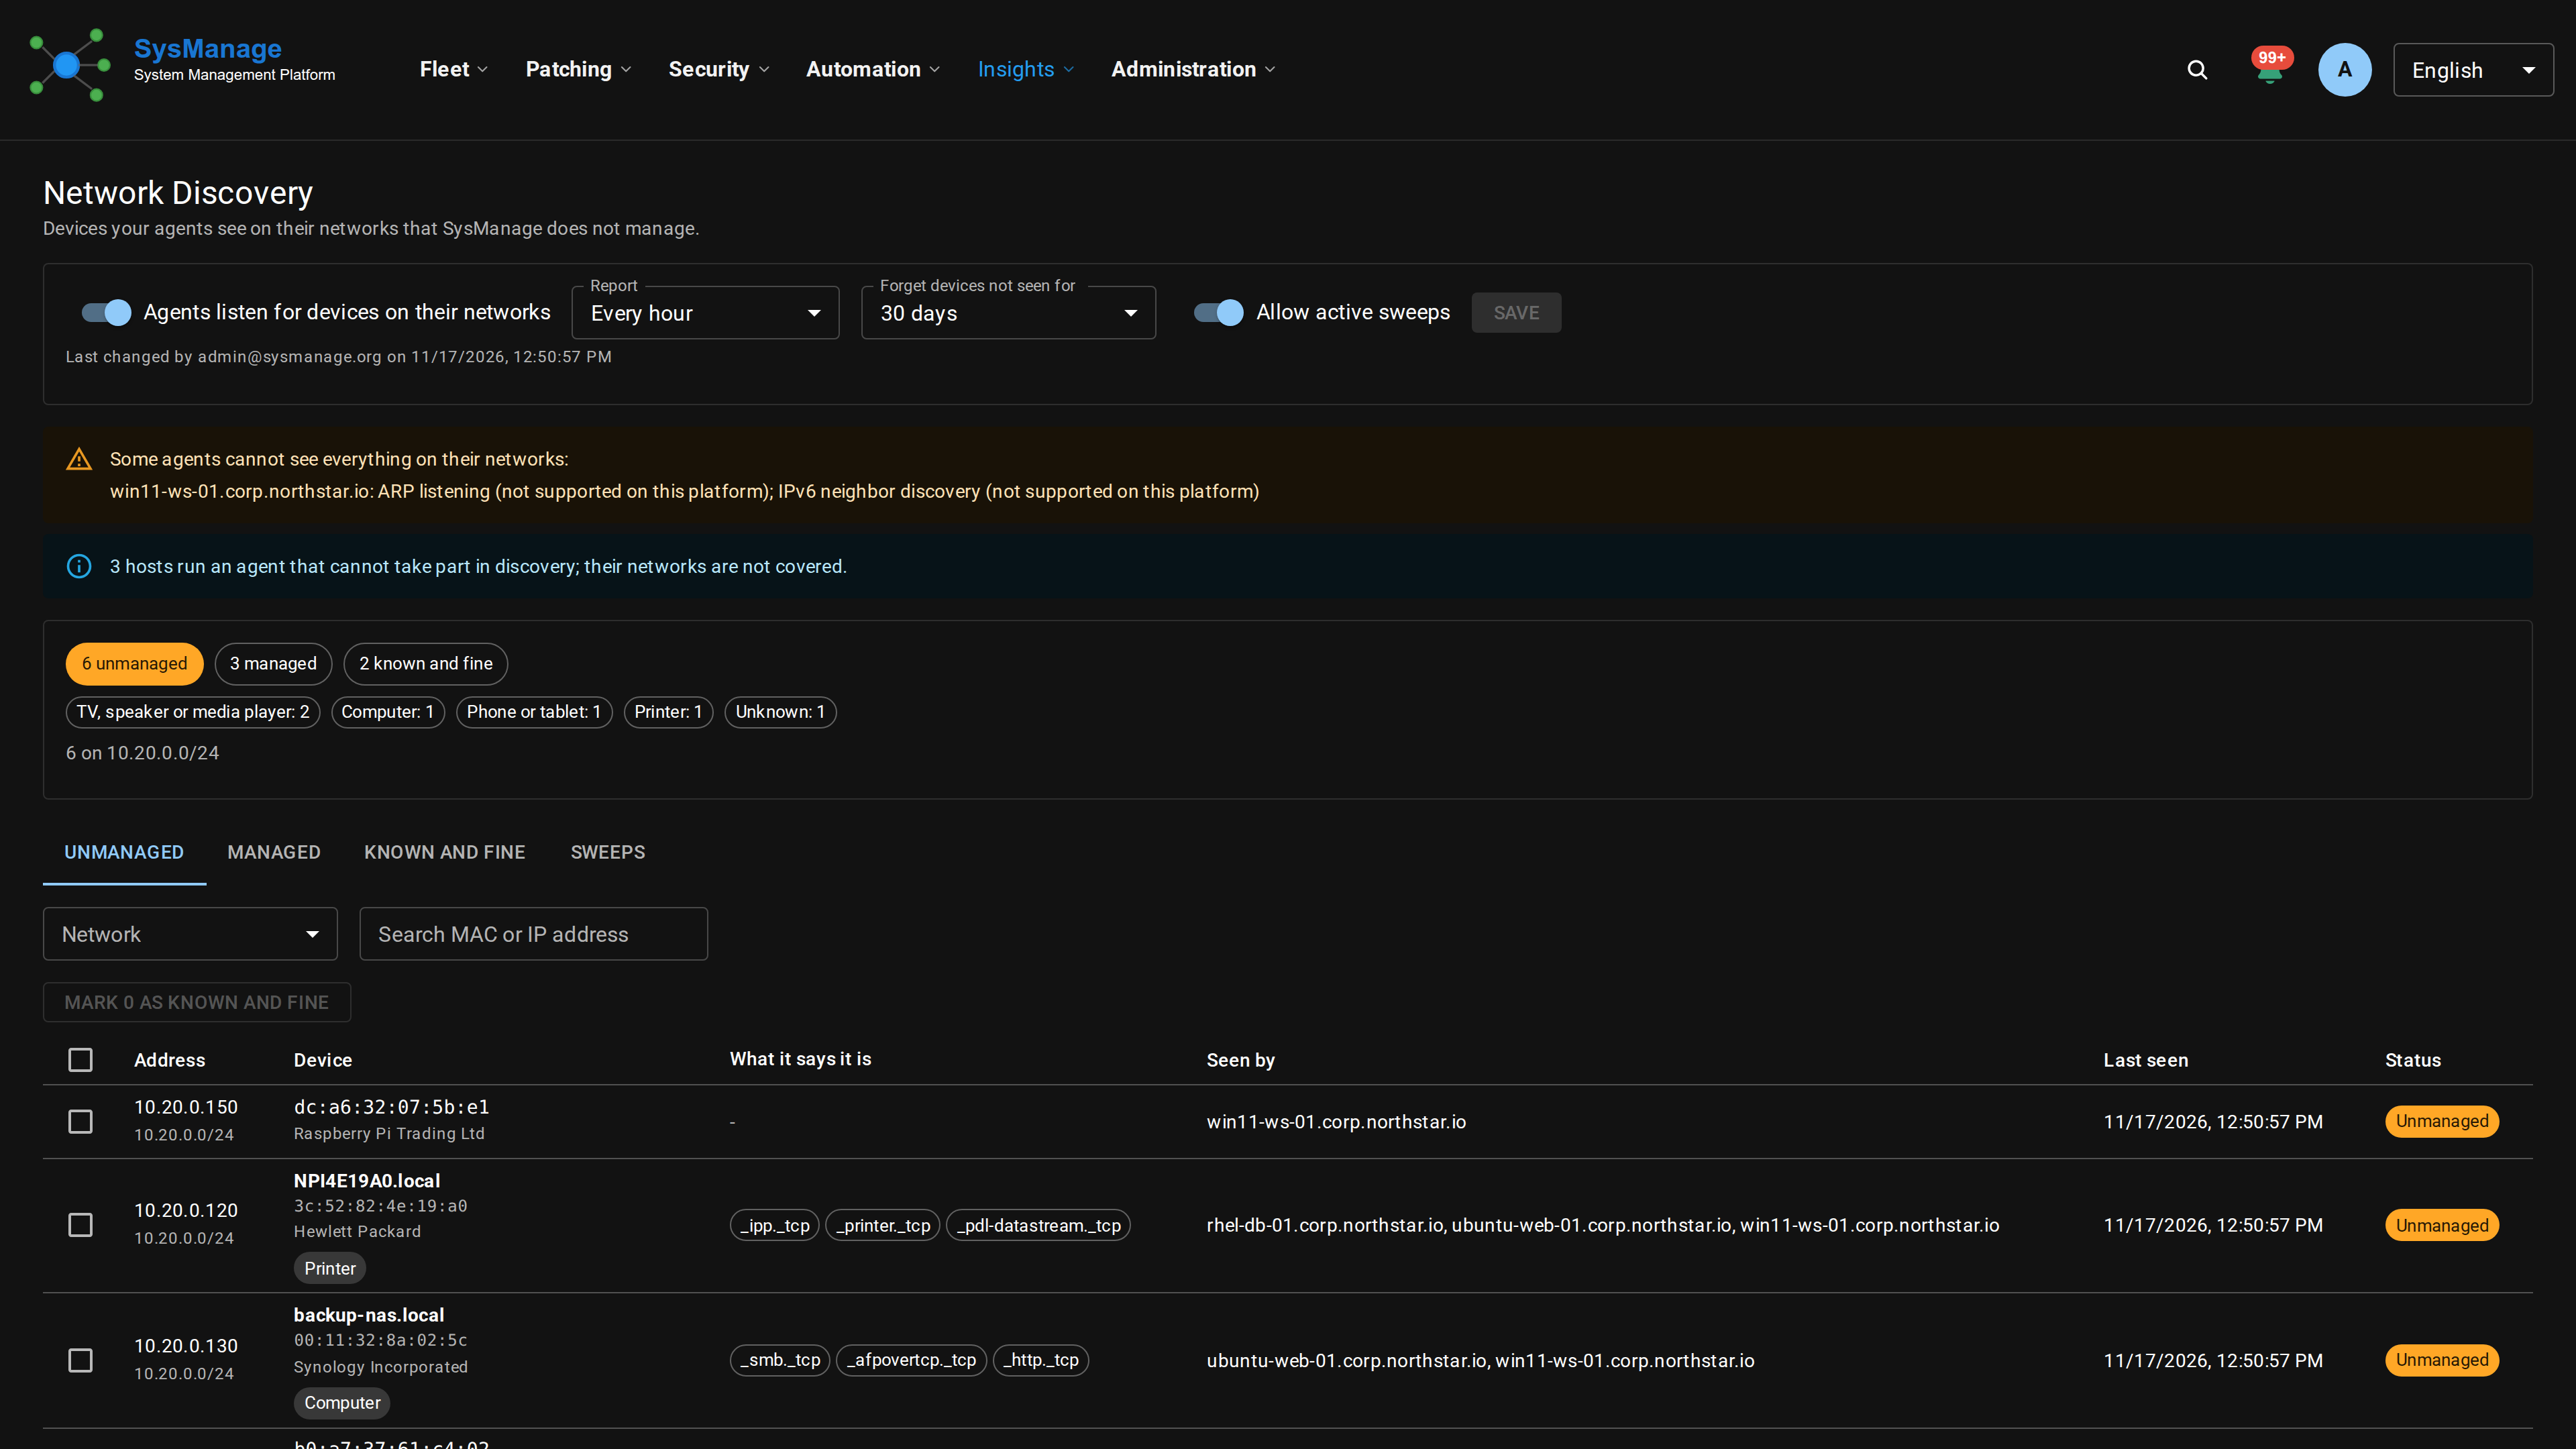 SysManage
System Management Platform
Fleet
Patching
Security
Automation
Insights
Administration
99+
A
English
Network Discovery
Devices your agents see on their networks that SysManage does not manage.
Agents listen for devices on their networks
Report
Every hour
Forget devices not seen for
30 days
Allow active sweeps
SAVE
Last changed by admin@sysmanage.org on 11/17/2026, 12:50:57 PM
Some agents cannot see everything on their networks:
win11-ws-01.corp.northstar.io: ARP listening (not supported on this platform); IPv6 neighbor discovery (not supported on this platform)
3 hosts run an agent that cannot take part in discovery; their networks are not covered.
6 unmanaged
3 managed
2 known and fine
TV, speaker or media player: 2
Computer: 1
Phone or tablet: 1
Printer: 1
Unknown: 1
6 on 10.20.0.0/24
UNMANAGED
MANAGED
KNOWN AND FINE
SWEEPS
Network
Search MAC or IP address
MARK 0 AS KNOWN AND FINE
Address
Device
What it says it is
Seen by
Last seen
Status
10.20.0.150
10.20.0.0/24
dc:a6:32:07:5b:e1
Raspberry Pi Trading Ltd
-
win11-ws-01.corp.northstar.io
11/17/2026, 12:50:57 PM
Unmanaged
10.20.0.120
10.20.0.0/24
NPI4E19A0.local
3c:52:82:4e:19:a0
Hewlett Packard
Printer
_ipp._tcp
_printer._tcp
_pdl-datastream._tcp
rhel-db-01.corp.northstar.io, ubuntu-web-01.corp.northstar.io, win11-ws-01.corp.northstar.io
11/17/2026, 12:50:57 PM
Unmanaged
10.20.0.130
10.20.0.0/24
backup-nas.local
00:11:32:8a:02:5c
Synology Incorporated
Computer
_smb._tcp
_afpovertcp._tcp
_http._tcp
ubuntu-web-01.corp.northstar.io, win11-ws-01.corp.northstar.io
11/17/2026, 12:50:57 PM
Unmanaged